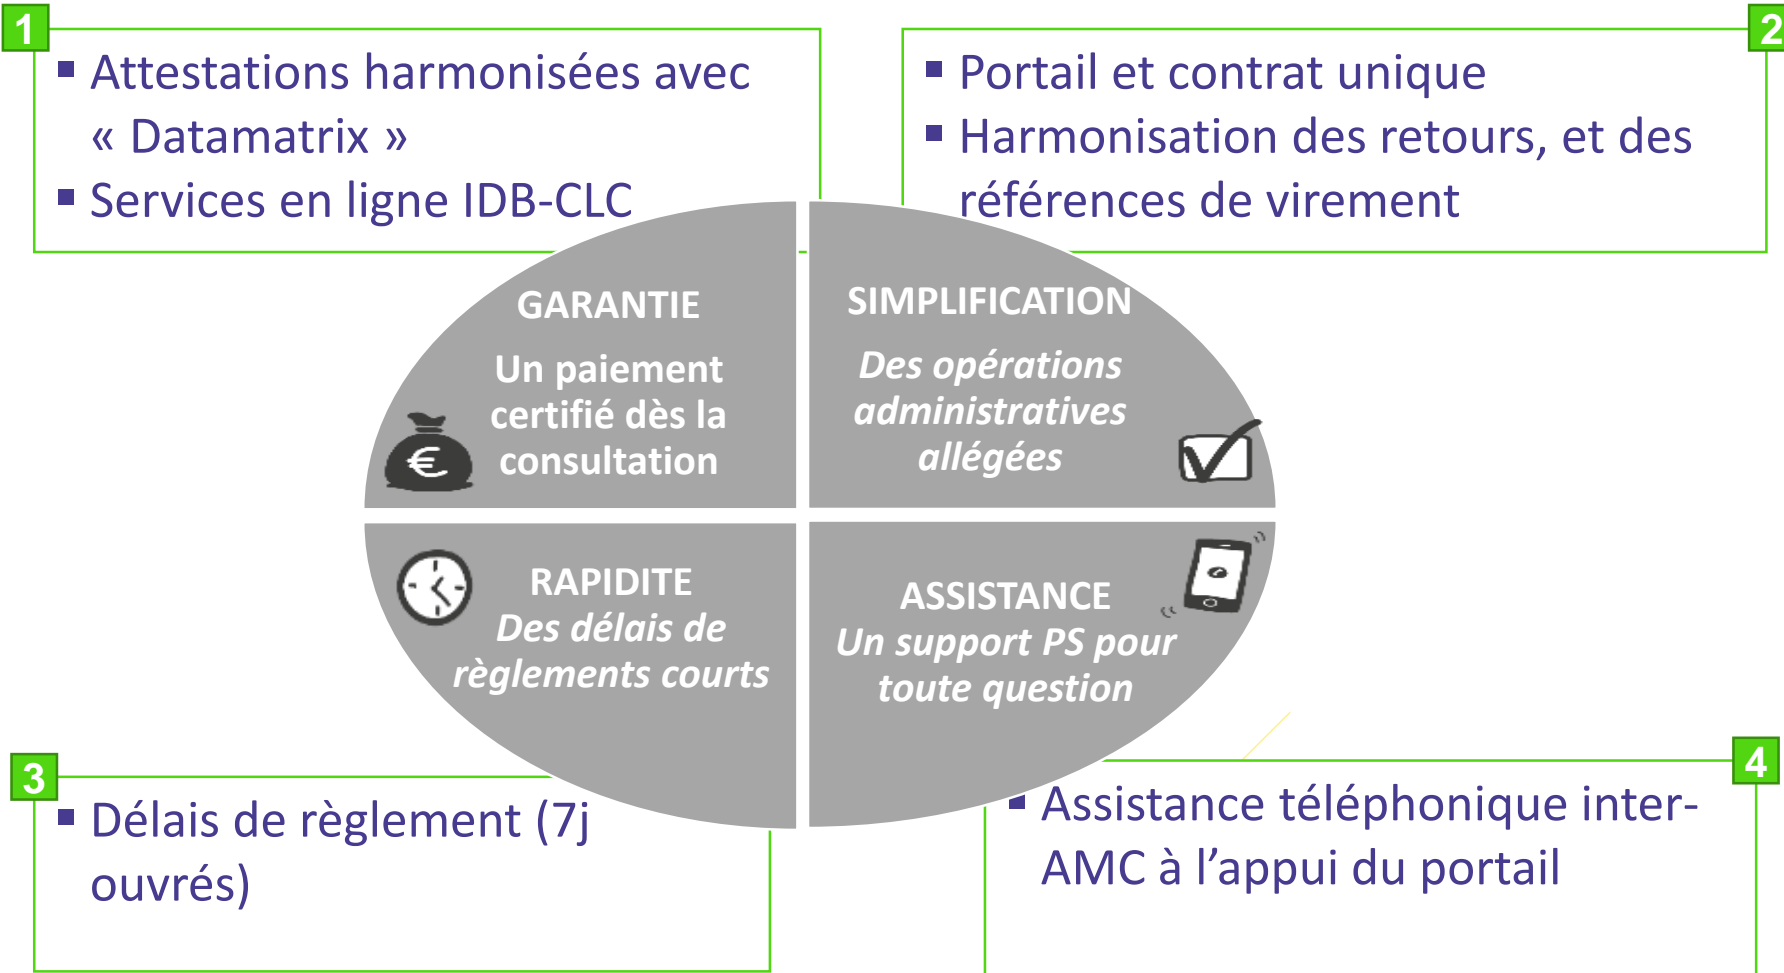 1
▪ Attestations harmonisées avec
« Datamatrix »
▪ Services en ligne IDB-CLC
2
▪ Portail et contrat unique
▪ Harmonisation des retours, et des
références de virement
GARANTIE
Un paiement
certifié dès la
consultation
€
SIMPLIFICATION
Des opérations
administratives
allégées
RAPIDITE
Des délais de
règlements courts
ASSISTANCE
Un support PS pour
toute question
3
▪ Délais de règlement (7j
ouvrés)
4
▪ Assistance téléphonique inter-
AMC à l’appui du portail